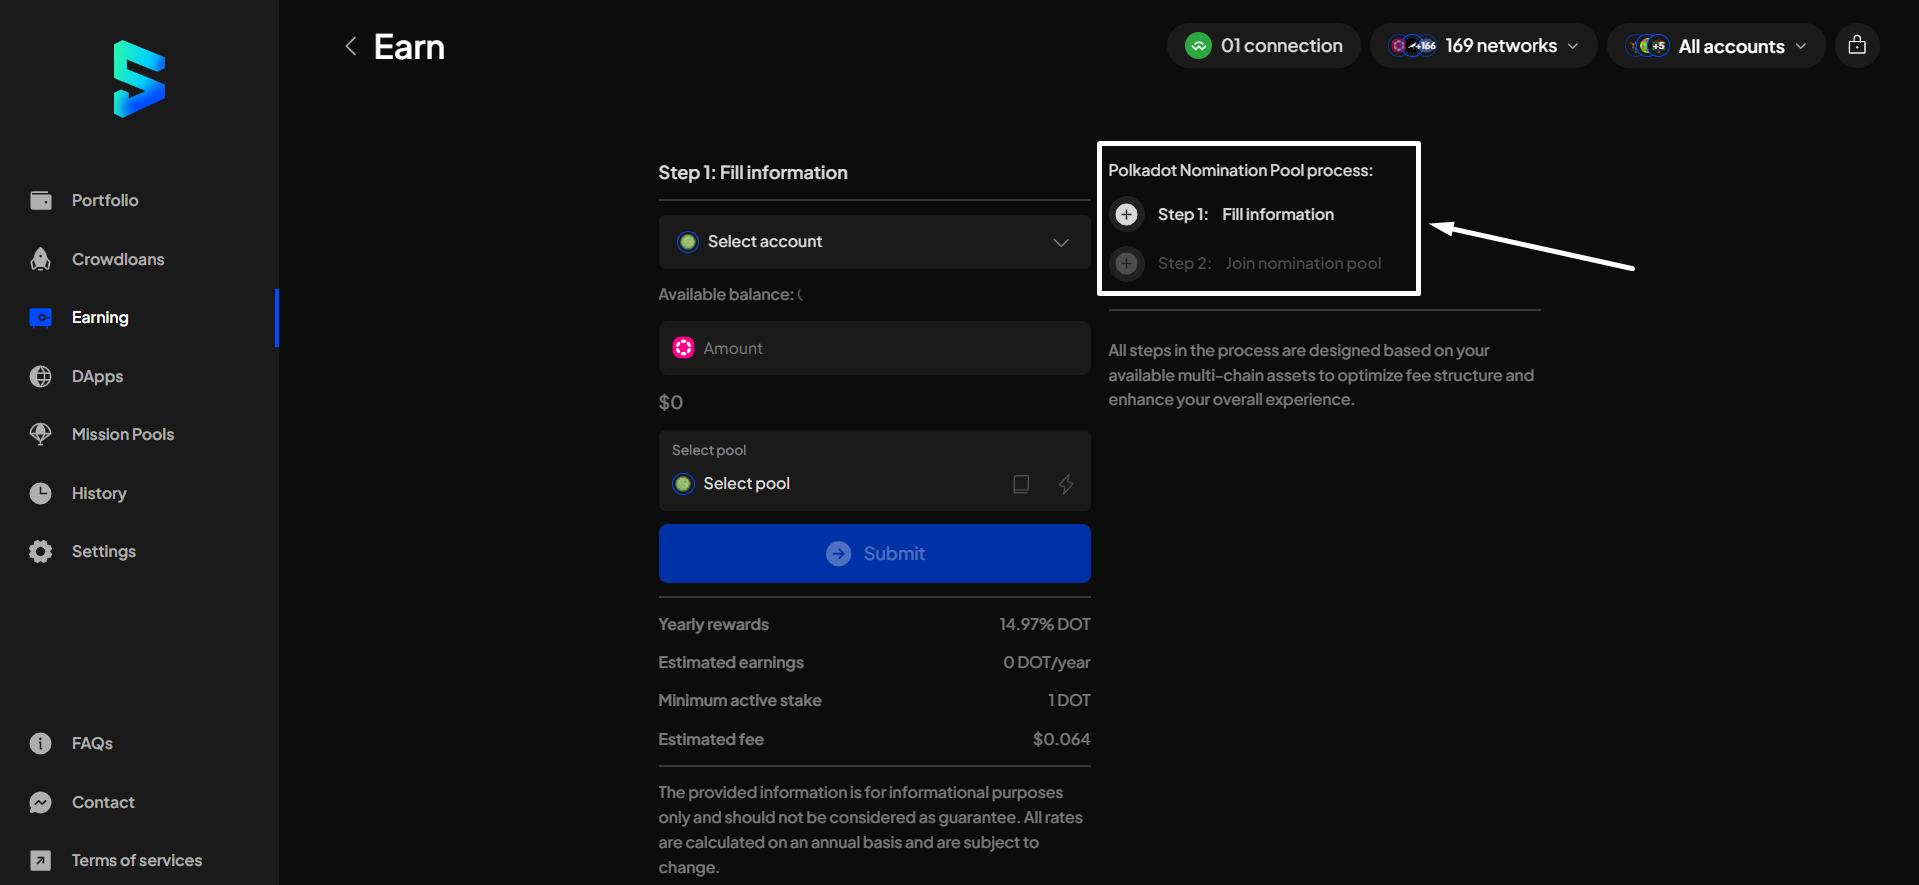 Earn
01 connection
+166
169 networks
+5
All accounts
Portfolio
Crowdloans
Earning
DApps
Mission Pools
History
Settings
FAQs
Contact
Terms of services
Step 1: Fill information
Select account
Available balance:
Amount
$0
Select pool
Select pool
Submit
Yearly rewards 14.97% DOT
Estimated earnings 0 DOT/year
Minimum active stake 1 DOT
Estimated fee $0.064
The provided information is for informational purposes
only and should not be considered as guarantee. All rates
are calculated on an annual basis and are subject to
change.
Polkadot Nomination Pool process:
Step 1: Fill information
Step 2: Join nomination pool
All steps in the process are designed based on your
available multi-chain assets to optimize fee structure and
enhance your overall experience.